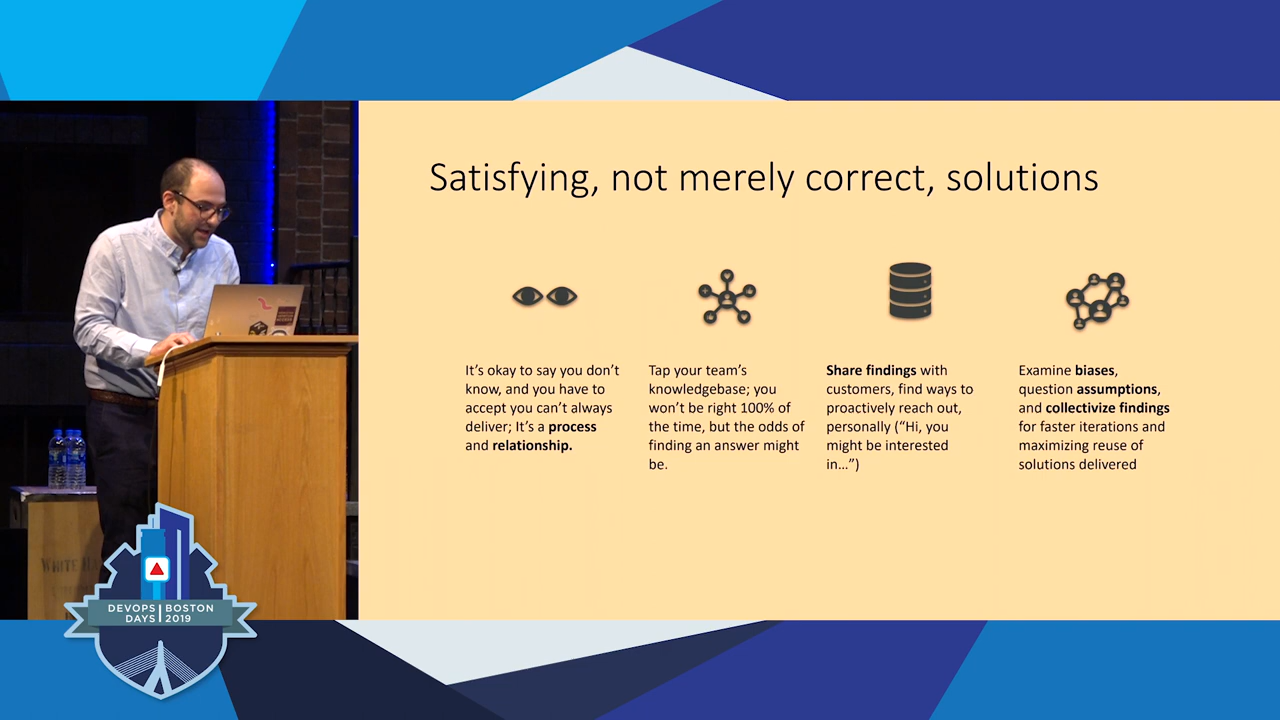 Satisfying, not merely correct, solutions
It's okay to say you don't
know, and you have to
accept you can't always
deliver; It's a process
and relationship.
Tap your team's
knowledgebase; you
won't be right 100% of
the time, but the odds of
finding an answer might
be.
Share findings with
customers, find ways to
proactively reach out,
personally ("Hi, you
might be interested
in...")
Examine biases,
question assumptions,
and collectivize findings
for faster iterations and
maximizing reuse of
solutions delivered
WHITE
DEVOPS BOSTON
DAYS 2019